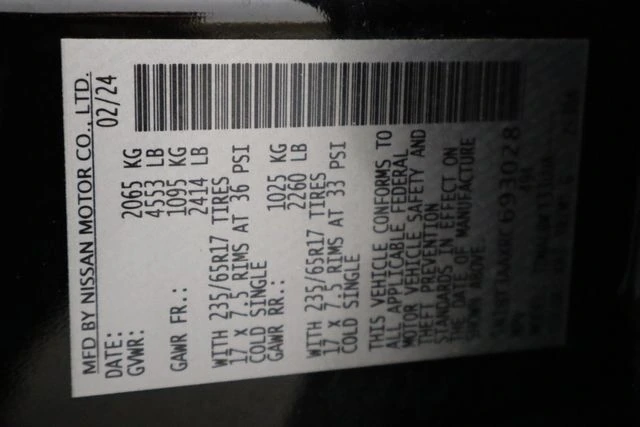 MFD BY NISSAN MOTOR CO., LTD.
DATE: 02/24
GVWR: 2065 KG
4553 LB
GAWR FR.: 1095 KG
2414 LB
WITH 235/65R17 TIRES
17 X 7.5 RIMS AT 36 PSI
COLD SINGLE
GAWR RR.: 1025 KG
2260 LB
WITH 235/65R17 TIRES
17 X 7.5 RIMS AT 33 PSI
COLD SINGLE
THIS VEHICLE CONFORMS TO
ALL APPLICABLE FEDERAL
MOTOR VEHICLE SAFETY AND
THEFT PREVENTION
STANDARDS IN EFFECT ON
THE DATE OF MANUFACTURE
SHOWN ABOVE.
693028
MPV